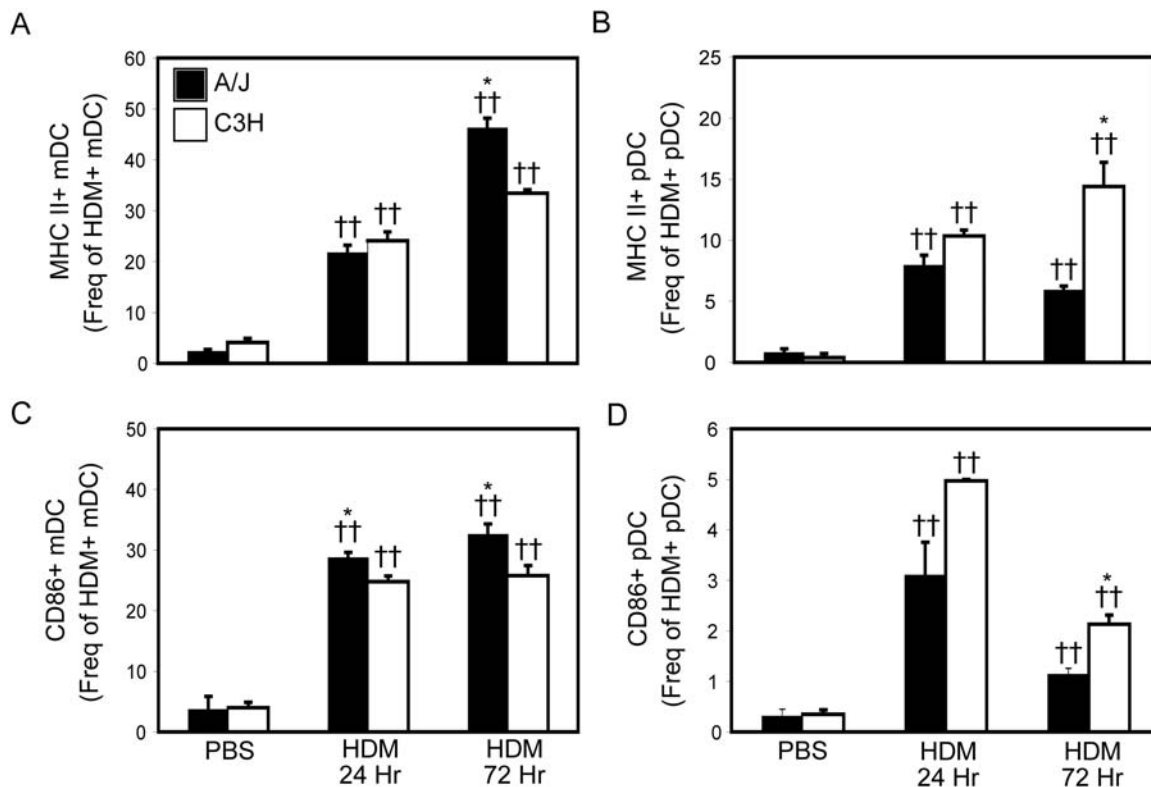 A
MHC II+ mDC
(Freq of HDM+ mDC)
60
50
40
30
20
10
0
A/J
C3H
††
††
*
††
††
B
MHC II+ pDC
(Freq of HDM+ pDC)
25
20
15
10
5
0
††
††
††
*
††
C
CD86+ mDC
(Freq of HDM+ mDC)
50
40
30
20
10
0
*
††
††
*
††
††
PBS
HDM
24 Hr
HDM
72 Hr
D
CD86+ pDC
(Freq of HDM+ pDC)
6
5
4
3
2
1
0
††
††
††
*
††
PBS
HDM
24 Hr
HDM
72 Hr